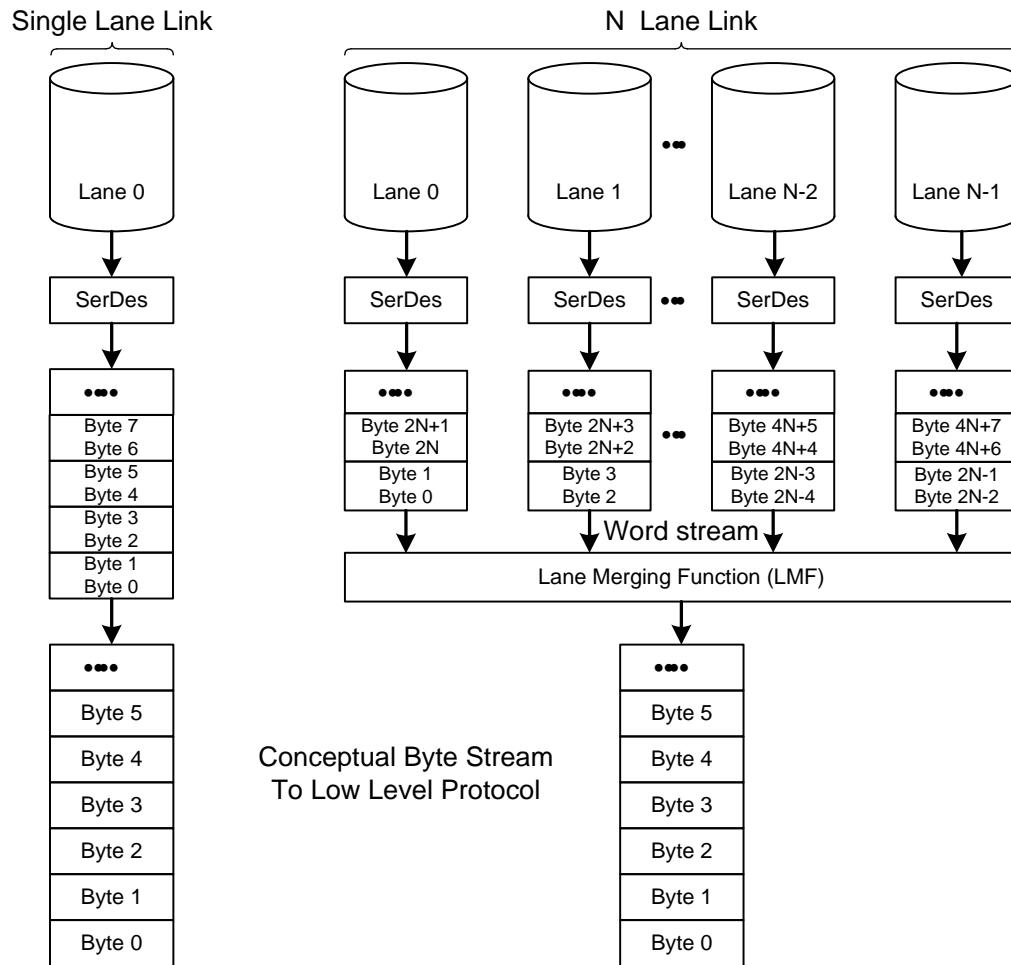 Single Lane Link
N Lane Link
Lane 0
Lane 0
Lane 1
•••
Lane N-2
Lane N-1
SerDes
SerDes
SerDes
•••
SerDes
SerDes
••••
Byte 7
Byte 6
Byte 5
Byte 4
Byte 3
Byte 2
Byte 1
Byte 0
••••
Byte 2N+1
Byte 2N
Byte 1
Byte 0
••••
Byte 2N+3
Byte 2N+2
Byte 3
Byte 2
•••
••••
Byte 4N+5
Byte 4N+4
Byte 2N-3
Byte 2N-4
••••
Byte 4N+7
Byte 4N+6
Byte 2N-1
Byte 2N-2
Word stream
Lane Merging Function (LMF)
••••
Byte 5
Byte 4
Byte 3
Byte 2
Byte 1
Byte 0
Conceptual Byte Stream
To Low Level Protocol
••••
Byte 5
Byte 4
Byte 3
Byte 2
Byte 1
Byte 0